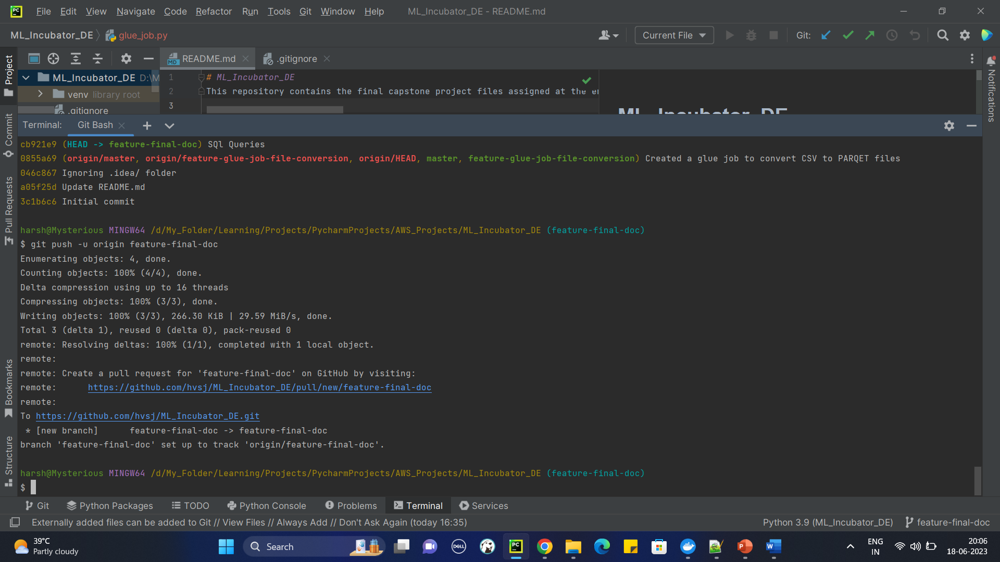 PC File Edit View Navigate Code Refactor Run Tools Git Window Help ML_Incubator_DE - README.md
ML_Incubator_DE glue_job.py Current File Git:
Project
README.md .gitignore
ML_Incubator_DE D:\M
venv library root
.gitignore
1 # ML_Incubator_DE
2 This repository contains the final capstone project files assigned at the
3
ML_Incubator_DE
Notifications
Commit
Pull Requests
Bookmarks
Structure
Terminal: Git Bash
cb921e9 (HEAD -> feature-final-doc) SQl Queries
0855a69 (origin/master, origin/feature-glue-job-file-conversion, origin/HEAD, master, feature-glue-job-file-conversion) Created a glue job to convert CSV to PARQET files
046c867 Ignoring .idea/ folder
a05f25d Update README.md
3c1b6c6 Initial commit
harsh@Mysterious MINGW64 /d/My_Folder/Learning/Projects/PycharmProjects/AWS_Projects/ML_Incubator_DE (feature-final-doc)
$ git push -u origin feature-final-doc
Enumerating objects: 4, done.
Counting objects: 100% (4/4), done.
Delta compression using up to 16 threads
Compressing objects: 100% (3/3), done.
Writing objects: 100% (3/3), 266.30 KiB | 29.59 MiB/s, done.
Total 3 (delta 1), reused 0 (delta 0), pack-reused 0
remote: Resolving deltas: 100% (1/1), completed with 1 local object.
remote:
remote: Create a pull request for 'feature-final-doc' on GitHub by visiting:
remote: https://github.com/hvsj/ML_Incubator_DE/pull/new/feature-final-doc
remote:
To https://github.com/hvsj/ML_Incubator_DE.git
* [new branch] feature-final-doc -> feature-final-doc
branch 'feature-final-doc' set up to track 'origin/feature-final-doc'.
harsh@Mysterious MINGW64 /d/My_Folder/Learning/Projects/PycharmProjects/AWS_Projects/ML_Incubator_DE (feature-final-doc)
$
Git Python Packages TODO Python Console Problems Terminal Services
Externally added files can be added to Git // View Files // Always Add // Don't Ask Again (today 16:35) Python 3.9 (ML_Incubator_DE) feature-final-doc
39°C
Partly cloudy
Search
DELL
PC
P
W
ENG
IN
20:06
18-06-2023